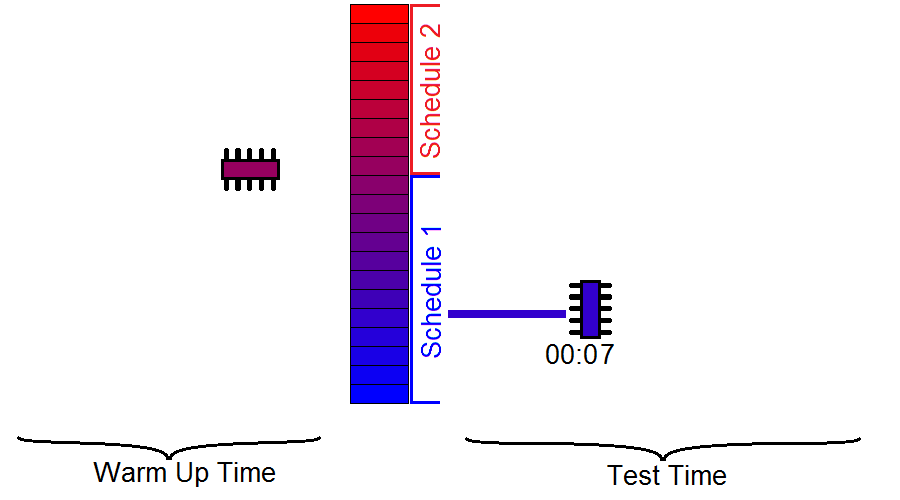 Schedule 2
Schedule 1
00:07
Warm Up Time
Test Time